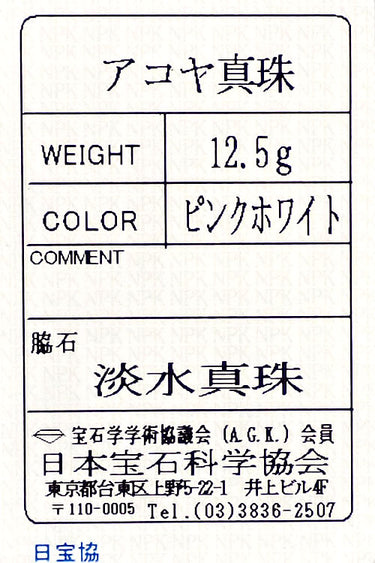 アコヤ真珠
WEIGHT 12.5g
COLOR ピンクホワイト
COMMENT
脇石
淡水真珠
宝石学学術協議会 (A.G.K.) 会員
日本宝石科学協会
東京都台東区上野5-22-1 井上ビル4F
〒110-0005 Tel.(03)3836-2507
日宝協